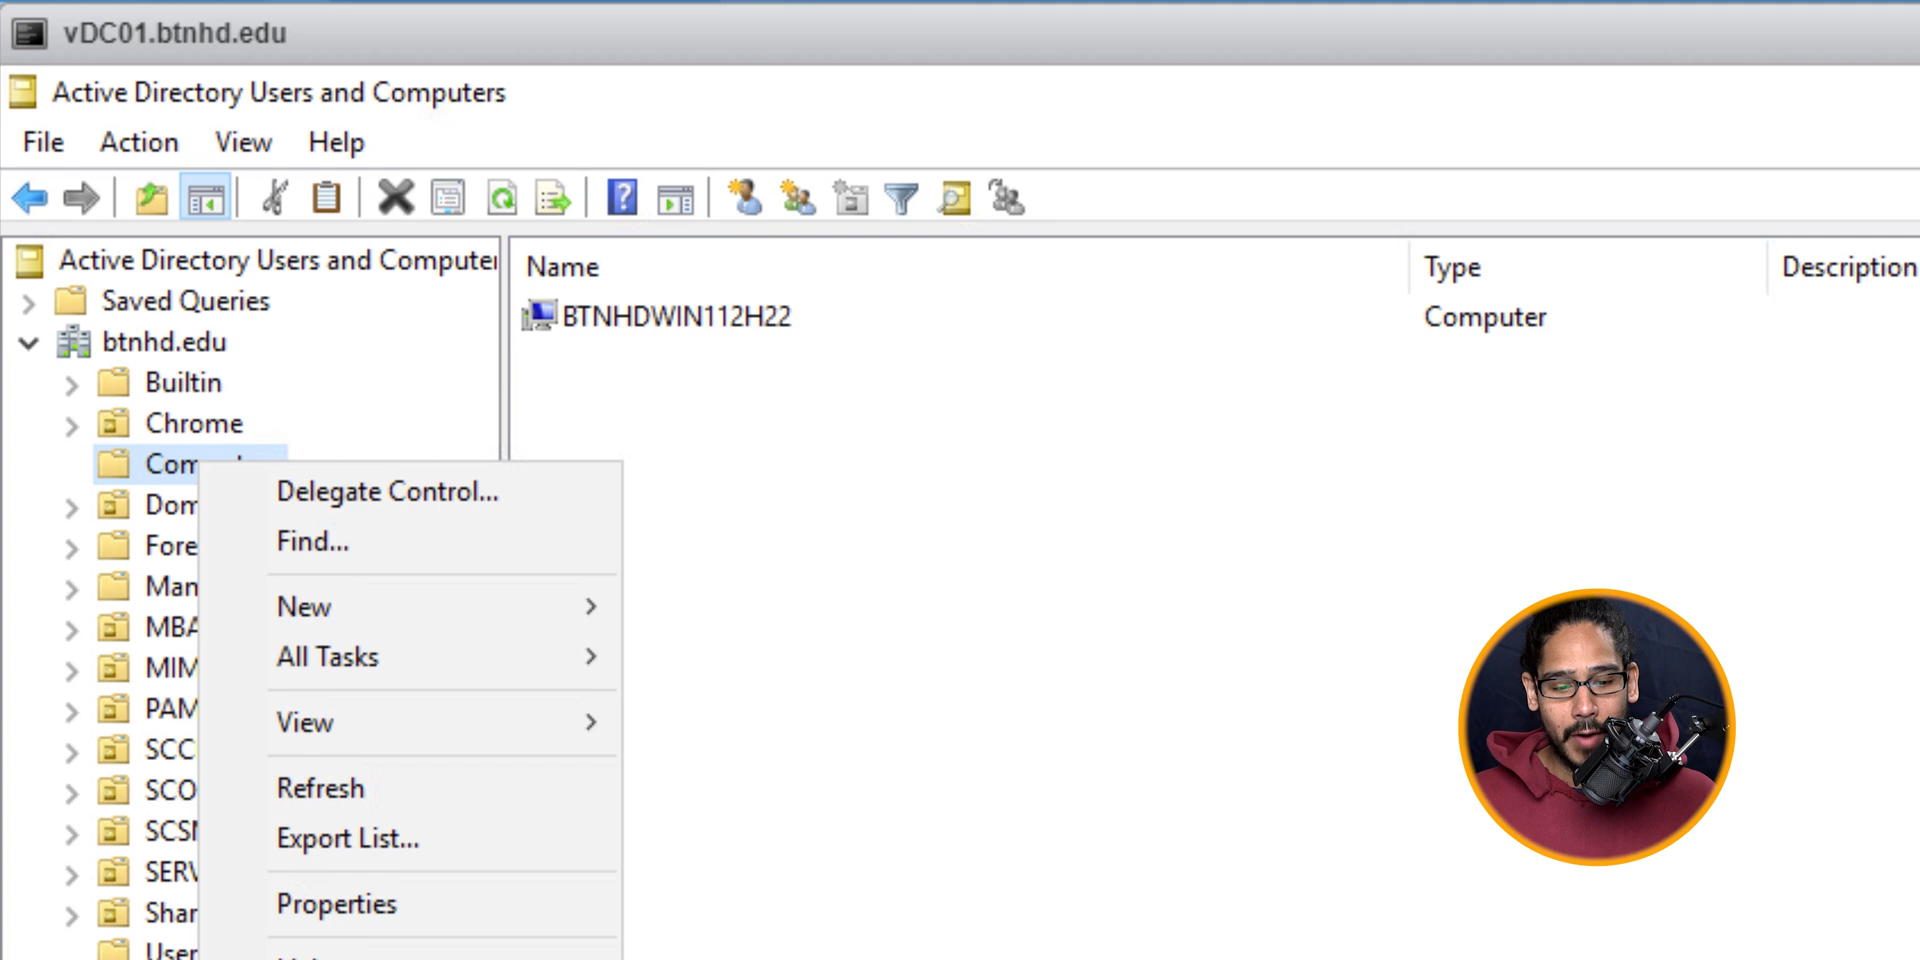 vDC01.btnhd.edu
Active Directory Users and Computers
File Action View Help
Active Directory Users and Computer
Saved Queries
btnhd.edu
Builtin
Chrome
Com
Dom
Fore
Man
MBA
MIM
PAM
SCC
SCO
SCSM
SERV
Shar
User
Name Type Description
BTNHDWIN112H22 Computer
Delegate Control...
Find...
New
All Tasks
View
Refresh
Export List...
Properties